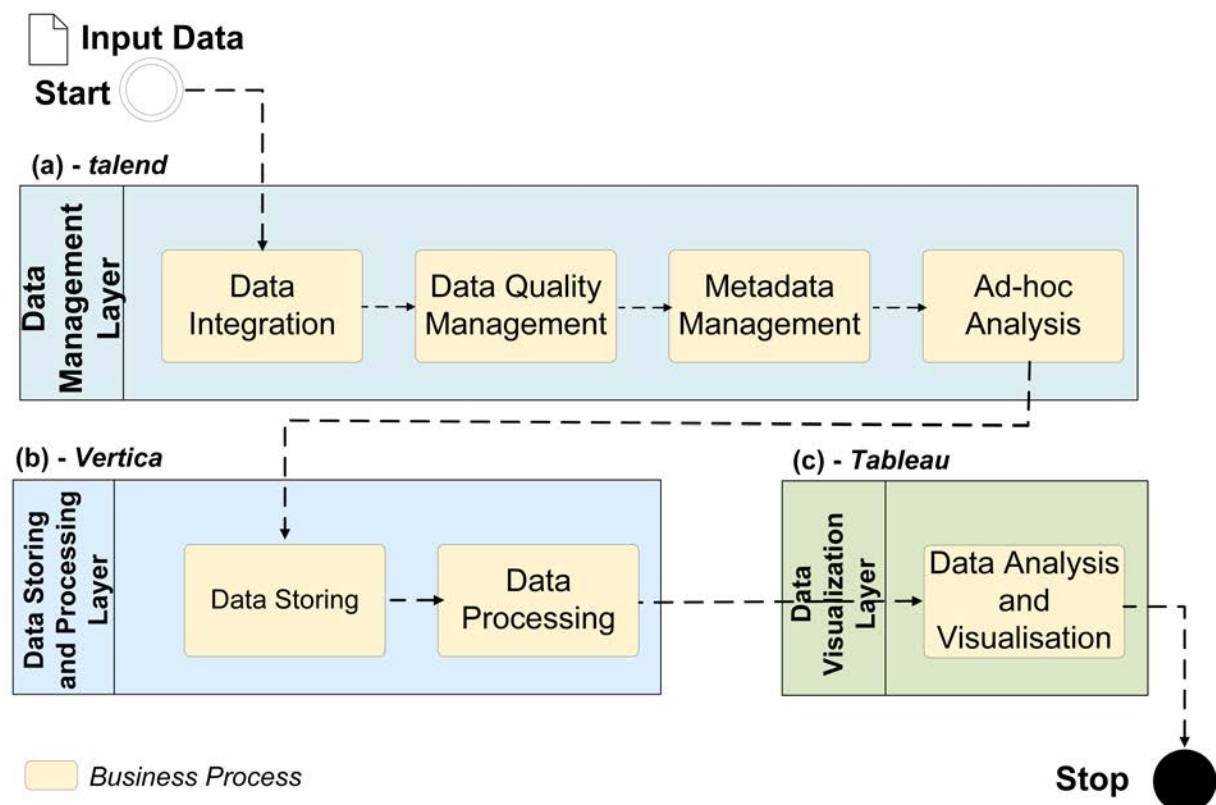 Input Data
Start
(a) - talend
Data
Management
Layer
Data
Integration
Data Quality
Management
Metadata
Management
Ad-hoc
Analysis
(b) - Vertica
Data Storing
and Processing
Layer
Data Storing
Data
Processing
(c) - Tableau
Data
Visualization
Layer
Data Analysis
and
Visualisation
Business Process
Stop